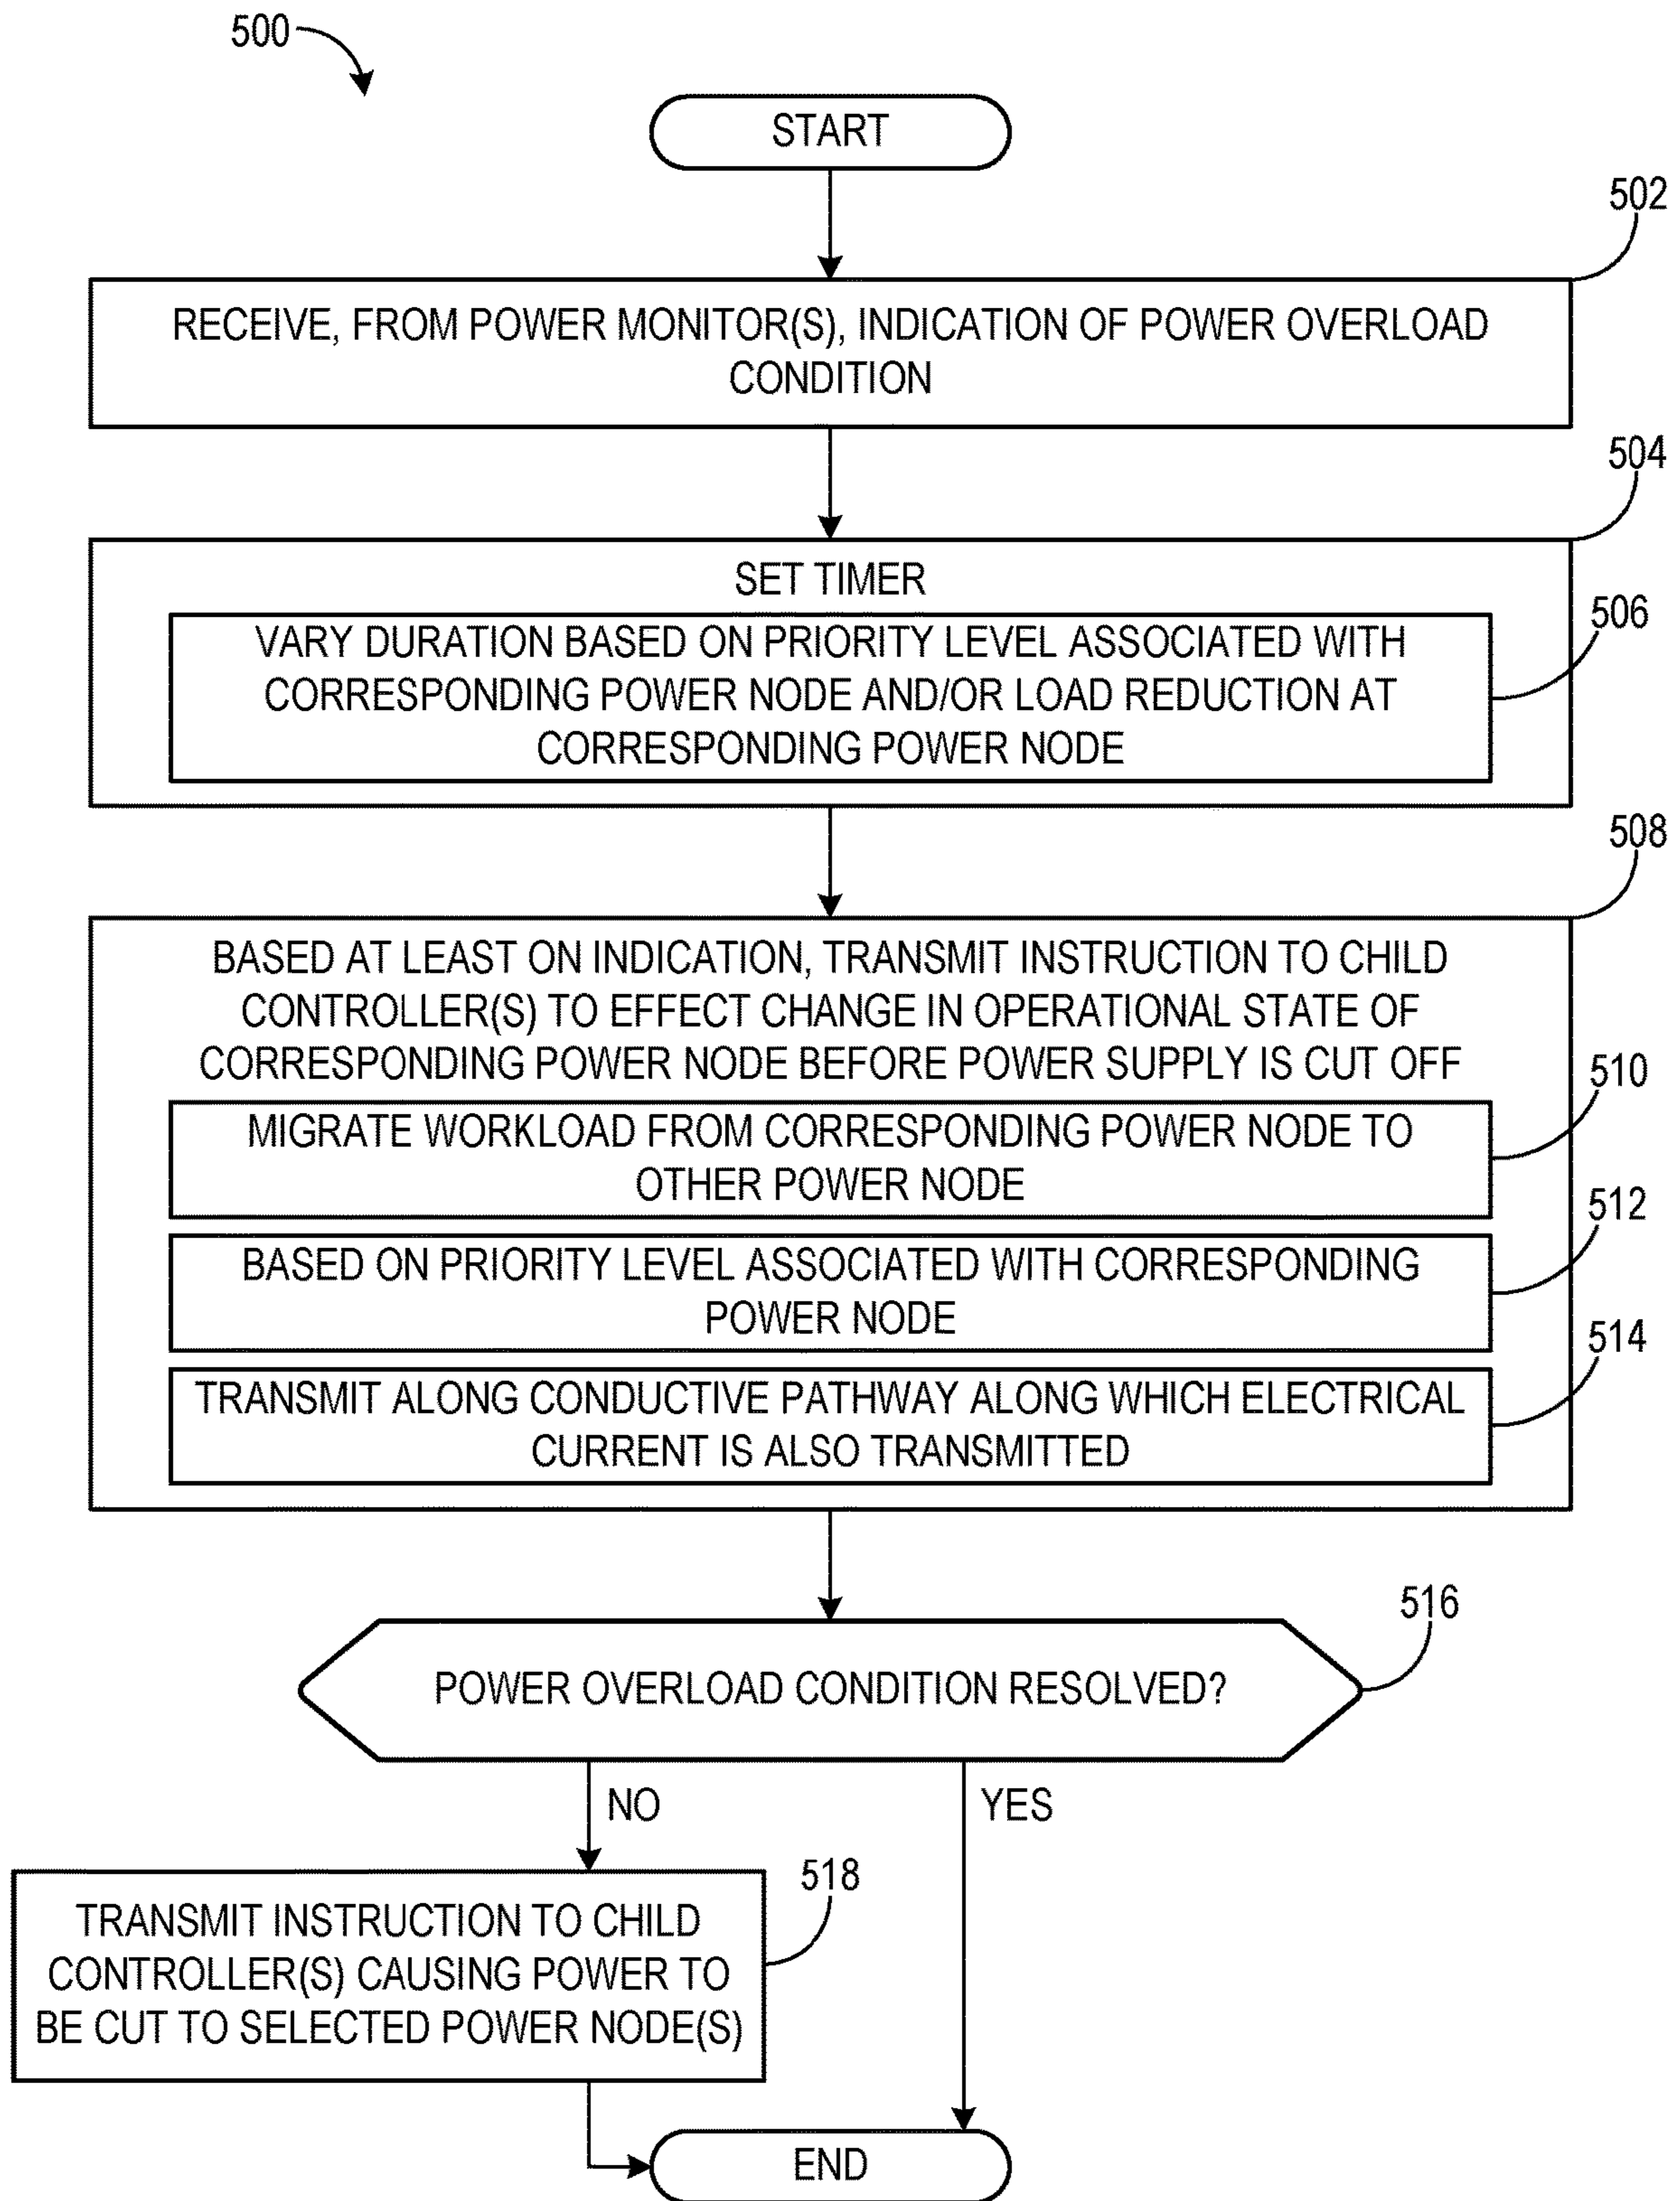 500
START
502
RECEIVE, FROM POWER MONITOR(S), INDICATION OF POWER OVERLOAD
CONDITION
504
SET TIMER
506
VARY DURATION BASED ON PRIORITY LEVEL ASSOCIATED WITH
CORRESPONDING POWER NODE AND/OR LOAD REDUCTION AT
CORRESPONDING POWER NODE
508
BASED AT LEAST ON INDICATION, TRANSMIT INSTRUCTION TO CHILD
CONTROLLER(S) TO EFFECT CHANGE IN OPERATIONAL STATE OF
CORRESPONDING POWER NODE BEFORE POWER SUPPLY IS CUT OFF
510
MIGRATE WORKLOAD FROM CORRESPONDING POWER NODE TO
OTHER POWER NODE
512
BASED ON PRIORITY LEVEL ASSOCIATED WITH CORRESPONDING
POWER NODE
514
TRANSMIT ALONG CONDUCTIVE PATHWAY ALONG WHICH ELECTRICAL
CURRENT IS ALSO TRANSMITTED
516
POWER OVERLOAD CONDITION RESOLVED?
NO
YES
518
TRANSMIT INSTRUCTION TO CHILD
CONTROLLER(S) CAUSING POWER TO
BE CUT TO SELECTED POWER NODE(S)
END